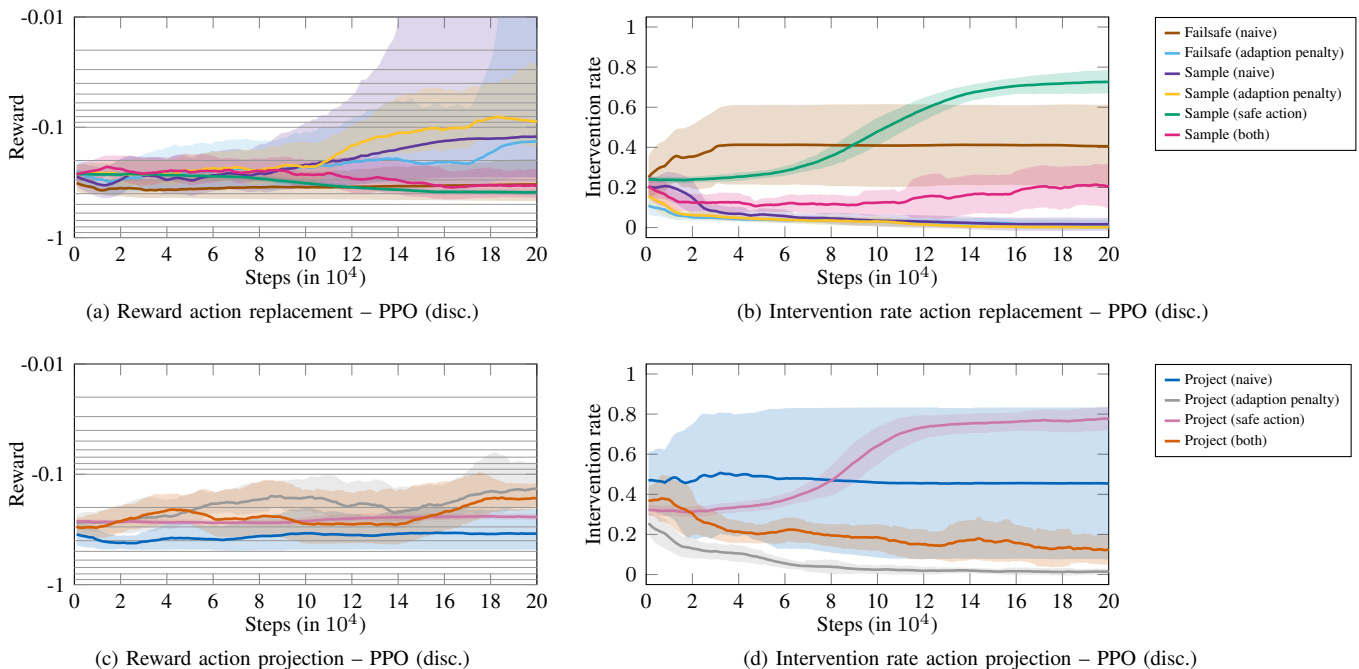 -0.01
-0.1
-1
Reward
0 2 4 6 8 10 12 14 16 18 20
Steps (in 10^4)
(a) Reward action replacement – PPO (disc.)
1
0.8
0.6
0.4
0.2
0
Intervention rate
0 2 4 6 8 10 12 14 16 18 20
Steps (in 10^4)
(b) Intervention rate action replacement – PPO (disc.)
Failsafe (naive)
Failsafe (adaption penalty)
Sample (naive)
Sample (adaption penalty)
Sample (safe action)
Sample (both)
-0.01
-0.1
-1
Reward
0 2 4 6 8 10 12 14 16 18 20
Steps (in 10^4)
(c) Reward action projection – PPO (disc.)
1
0.8
0.6
0.4
0.2
0
Intervention rate
0 2 4 6 8 10 12 14 16 18 20
Steps (in 10^4)
(d) Intervention rate action projection – PPO (disc.)
Project (naive)
Project (adaption penalty)
Project (safe action)
Project (both)